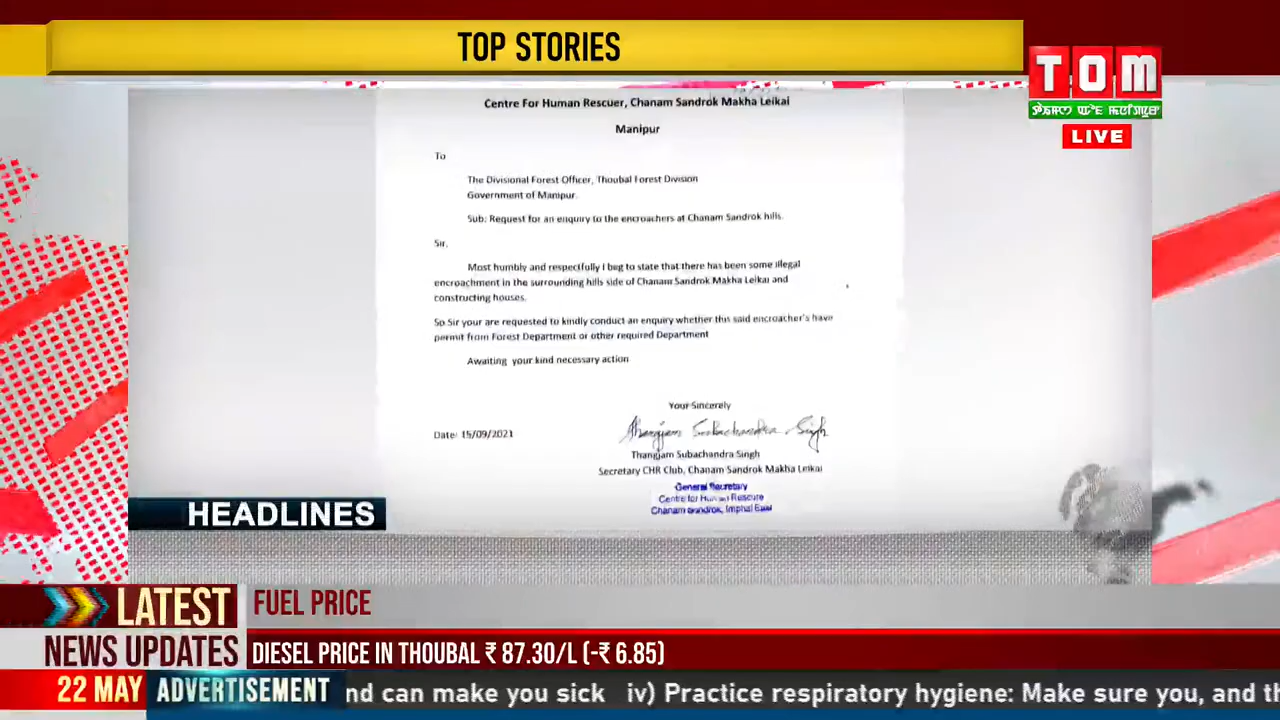 TOP STORIES
TOM
LIVE
Centre For Human Rescuer, Chanam Sandrok Makha Leikai
Manipur
To
The Divisional Forest Officer, Thoubal Forest Division
Government of Manipur.
Sub: Request for an enquiry to the encroachers at Chanam Sandrok hills.
Sir,
Most humbly and respectfully I beg to state that there has been some illegal
encroachment in the surrounding hills side of Chanam Sandrok Makha Leikai and
constructing houses.
So Sir your are requested to kindly conduct an enquiry whether this said encroacher's have
permit from Forest Department or other required Department
Awaiting your kind necessary action
Your Sincerely
Thangjam Subachandra Singh
Date: 15/09/2021
Thangjam Subachandra Singh
Secretary CHR Club, Chanam Sandrok Makha Leikai
General Secretary
Centre for Human Rescure
Chanam Sandrok, Imphal East
HEADLINES
LATEST
NEWS UPDATES
FUEL PRICE
DIESEL PRICE IN THOUBAL ₹ 87.30/L (-₹ 6.85)
22 MAY
ADVERTISEMENT
nd can make you sick iv) Practice respiratory hygiene: Make sure you, and th